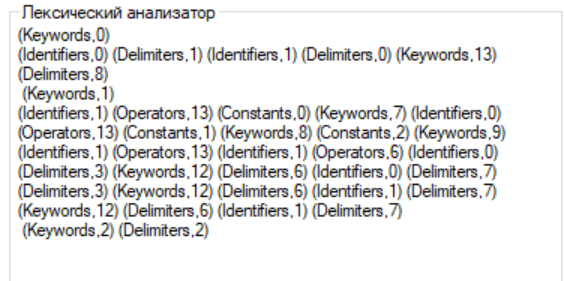 Лексический анализатор
(Keywords,0)
(Identifiers,0) (Delimiters,1) (Identifiers,1) (Delimiters,0) (Keywords,13)
(Delimiters,8)
(Keywords,1)
(Identifiers,1) (Operators,13) (Constants,0) (Keywords,7) (Identifiers,0)
(Operators,13) (Constants,1) (Keywords,8) (Constants,2) (Keywords,9)
(Identifiers,1) (Operators,13) (Identifiers,1) (Operators,6) (Identifiers,0)
(Delimiters,3) (Keywords,12) (Delimiters,6) (Identifiers,0) (Delimiters,7)
(Delimiters,3) (Keywords,12) (Delimiters,6) (Identifiers,1) (Delimiters,7)
(Keywords,12) (Delimiters,6) (Identifiers,1) (Delimiters,7)
(Keywords,2) (Delimiters,2)